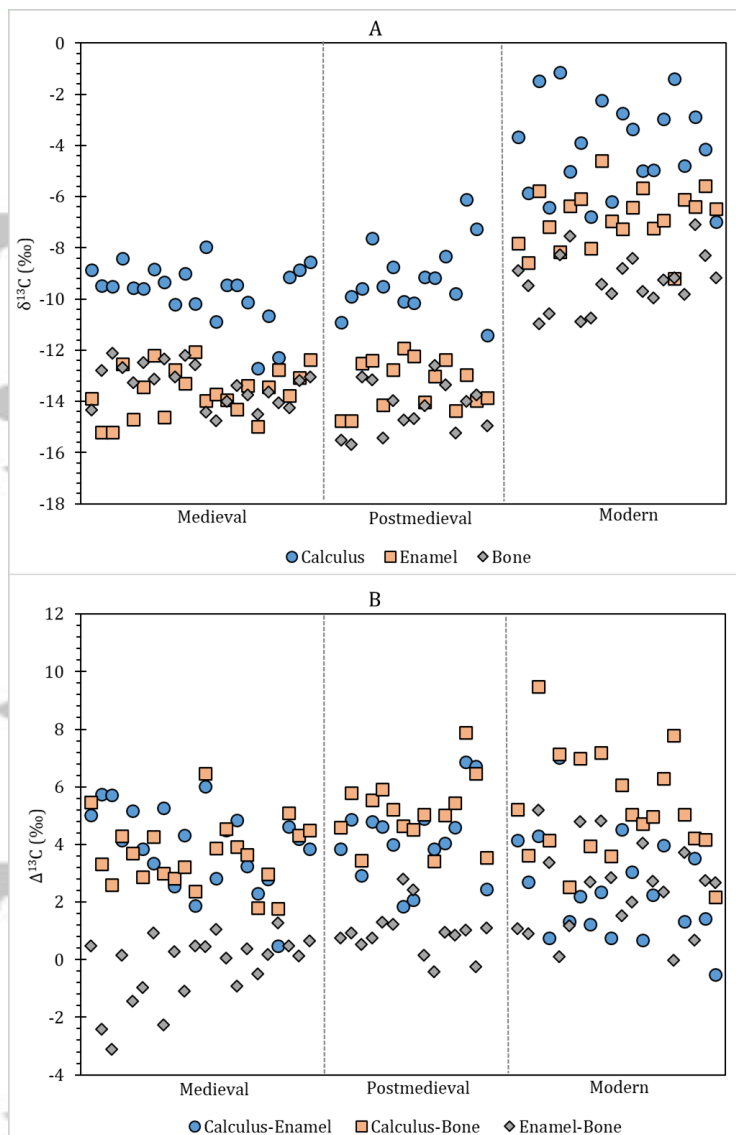 A
0
-2
-4
-6
-8
-10
-12
-14
-16
-18
δ¹³C (‰)
Medieval Postmedieval Modern
Calculus Enamel Bone
B
12
10
8
6
4
2
0
-2
-4
Δ¹³C (‰)
Medieval Postmedieval Modern
Calculus-Enamel Calculus-Bone Enamel-Bone